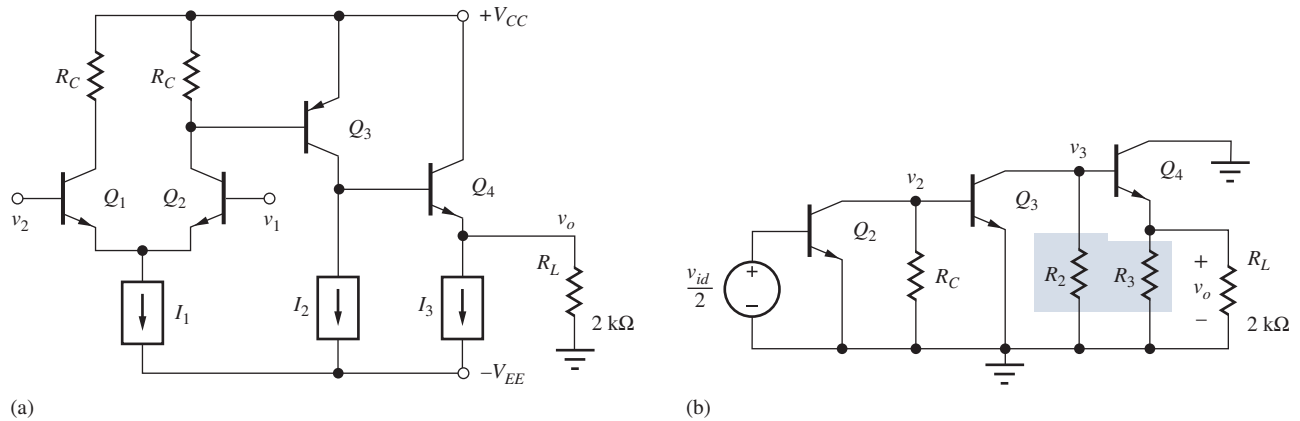 +V_CC
R_C R_C
Q_3
Q_1 Q_2 Q_4
v_2 v_1 v_o
R_L
I_1 I_2 I_3
2 kΩ
−V_EE
(a)
v_3
Q_4
v_2
Q_3
Q_2
v_id/2
+
−
R_C R_2 R_3
+
v_o
−
R_L
2 kΩ
(b)